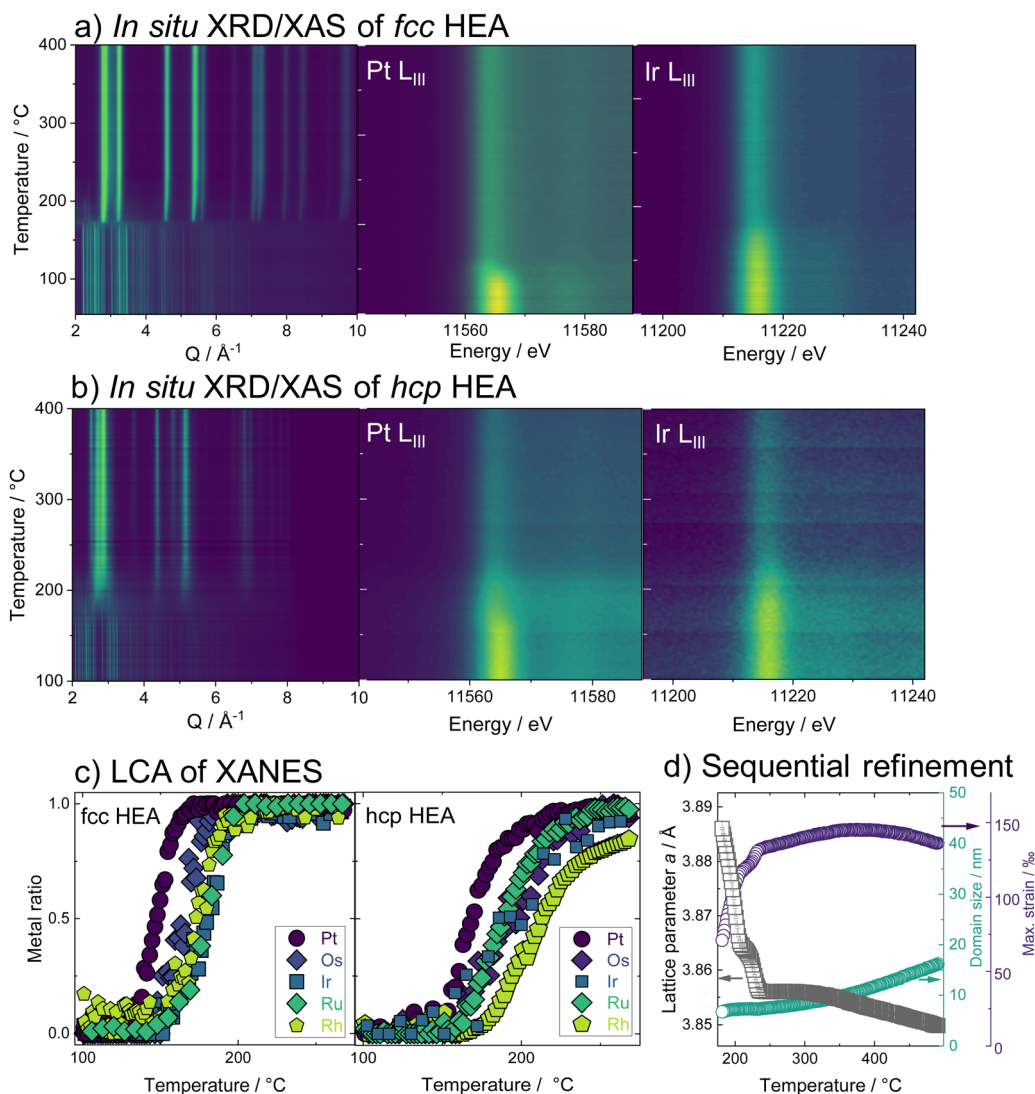 a) In situ XRD/XAS of fcc HEA
Temperature / °C
400
300
200
100
2
4
6
8
10
Q / Å⁻¹
Pt LIII
11560
11580
Energy / eV
Ir LIII
11200
11220
11240
Energy / eV
b) In situ XRD/XAS of hcp HEA
Temperature / °C
400
300
200
100
2
4
6
8
10
Q / Å⁻¹
Pt LIII
11560
11580
Energy / eV
Ir LIII
11200
11220
11240
Energy / eV
c) LCA of XANES
Metal ratio
1.0
0.5
0.0
fcc HEA
Pt
Os
Ir
Ru
Rh
100
200
Temperature / °C
hcp HEA
Pt
Os
Ir
Ru
Rh
100
200
Temperature / °C
d) Sequential refinement
Lattice parameter a / Å
3.89
3.88
3.87
3.86
3.85
200
300
400
Temperature / °C
50
40
30
20
10
0
Domain size / nm
150
100
50
0
Max. strain / ‱